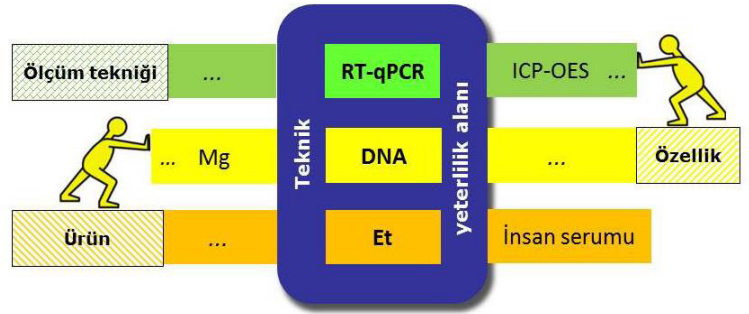 Ölçüm tekniği ... RT-qPCR ICP-OES ...
... Mg DNA ... Özellik
Ürün ... Et İnsan serumu
Teknik
yeterlilik alanı